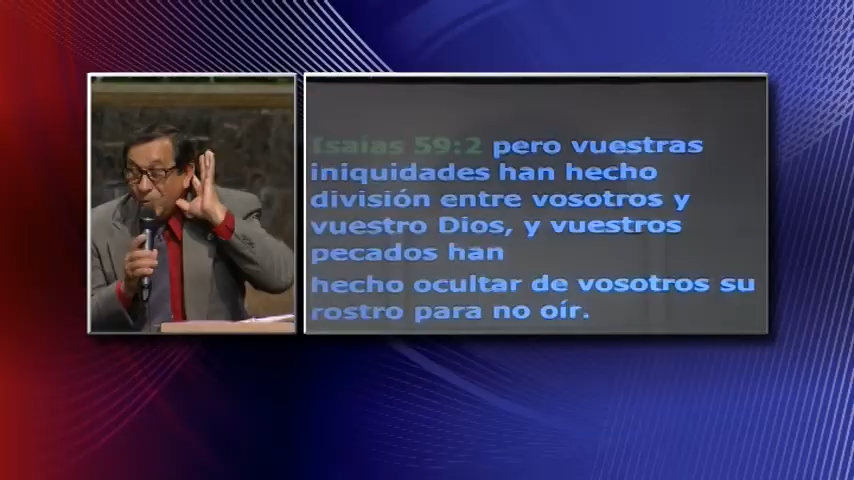 Isaías 59:2 pero vuestras
iniquidades han hecho
división entre vosotros y
vuestro Dios, y vuestros
pecados han
hecho ocultar de vosotros su
rostro para no oír.